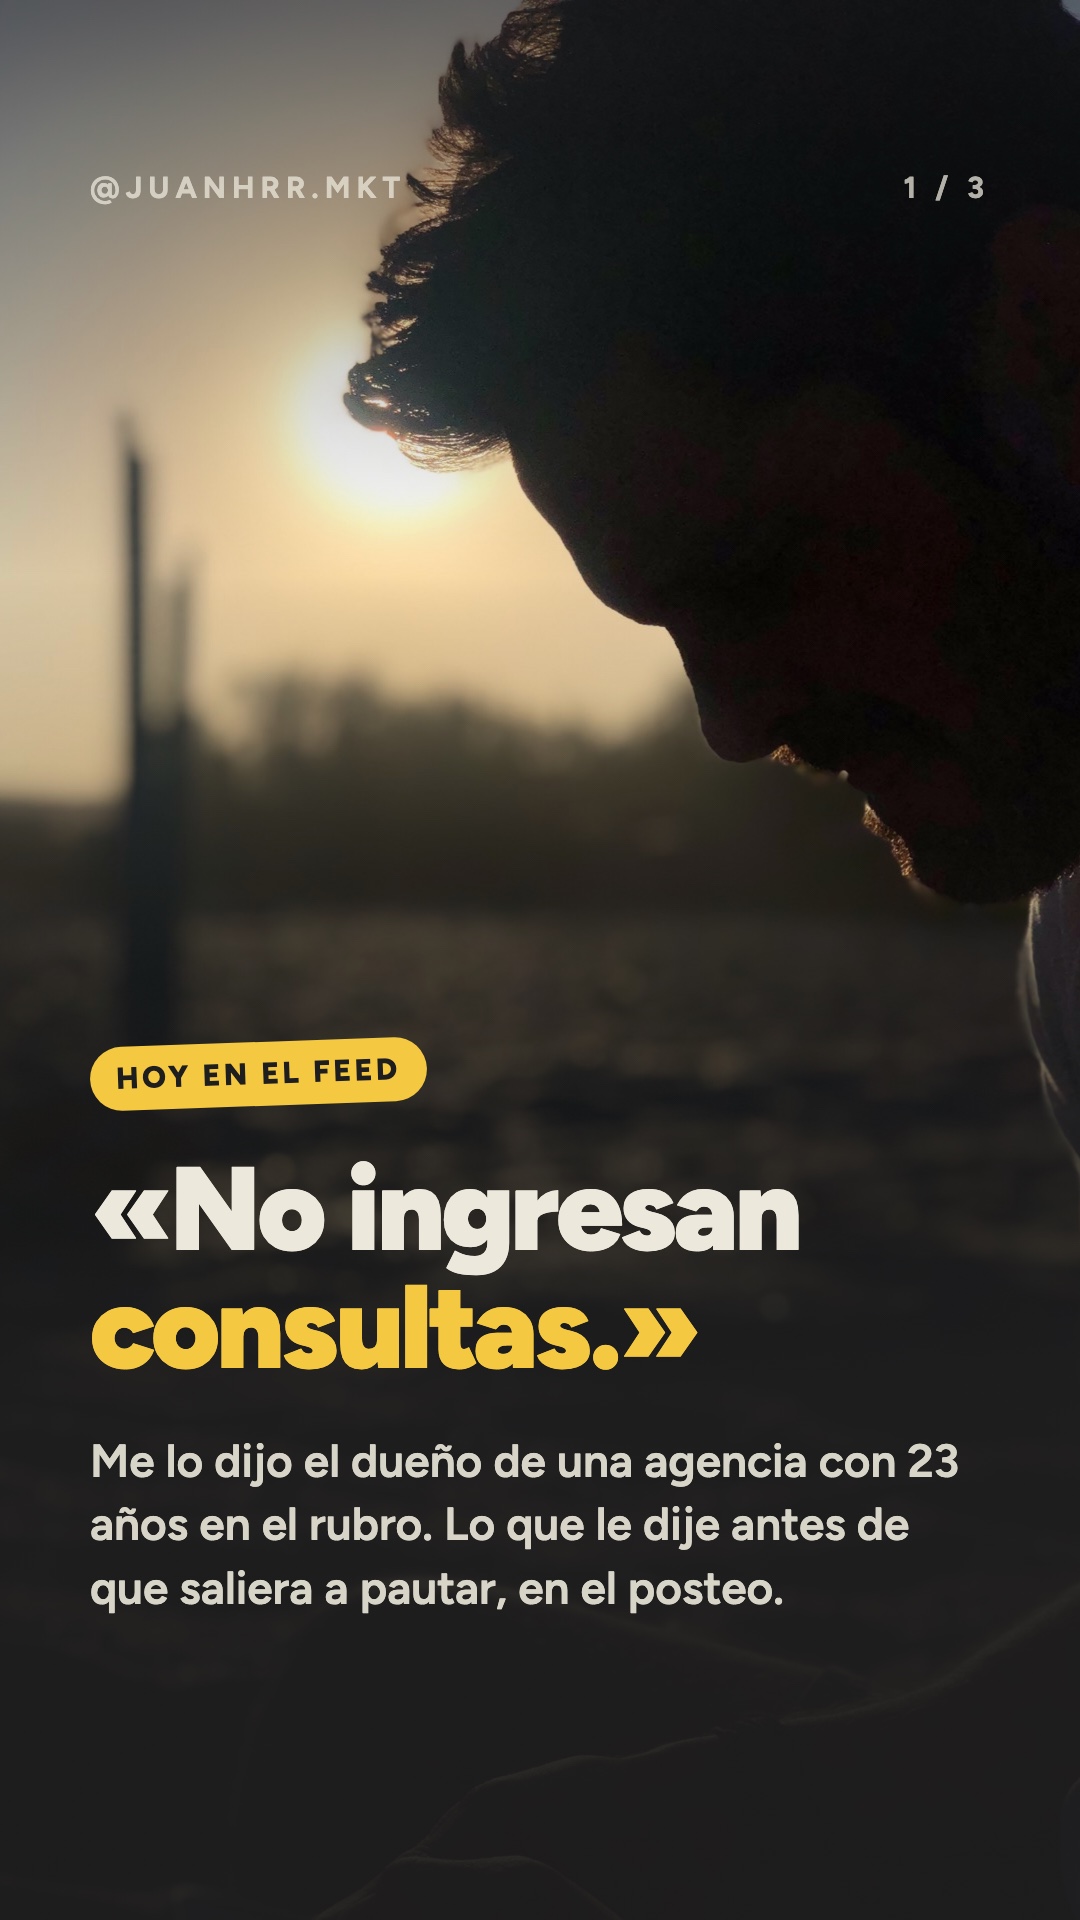 @JUANHRR.MKT
1 / 3
HOY EN EL FEED
«No ingresan
consultas.»
Me lo dijo el dueño de una agencia con 23
años en el rubro. Lo que le dije antes de
que saliera a pautar, en el posteo.